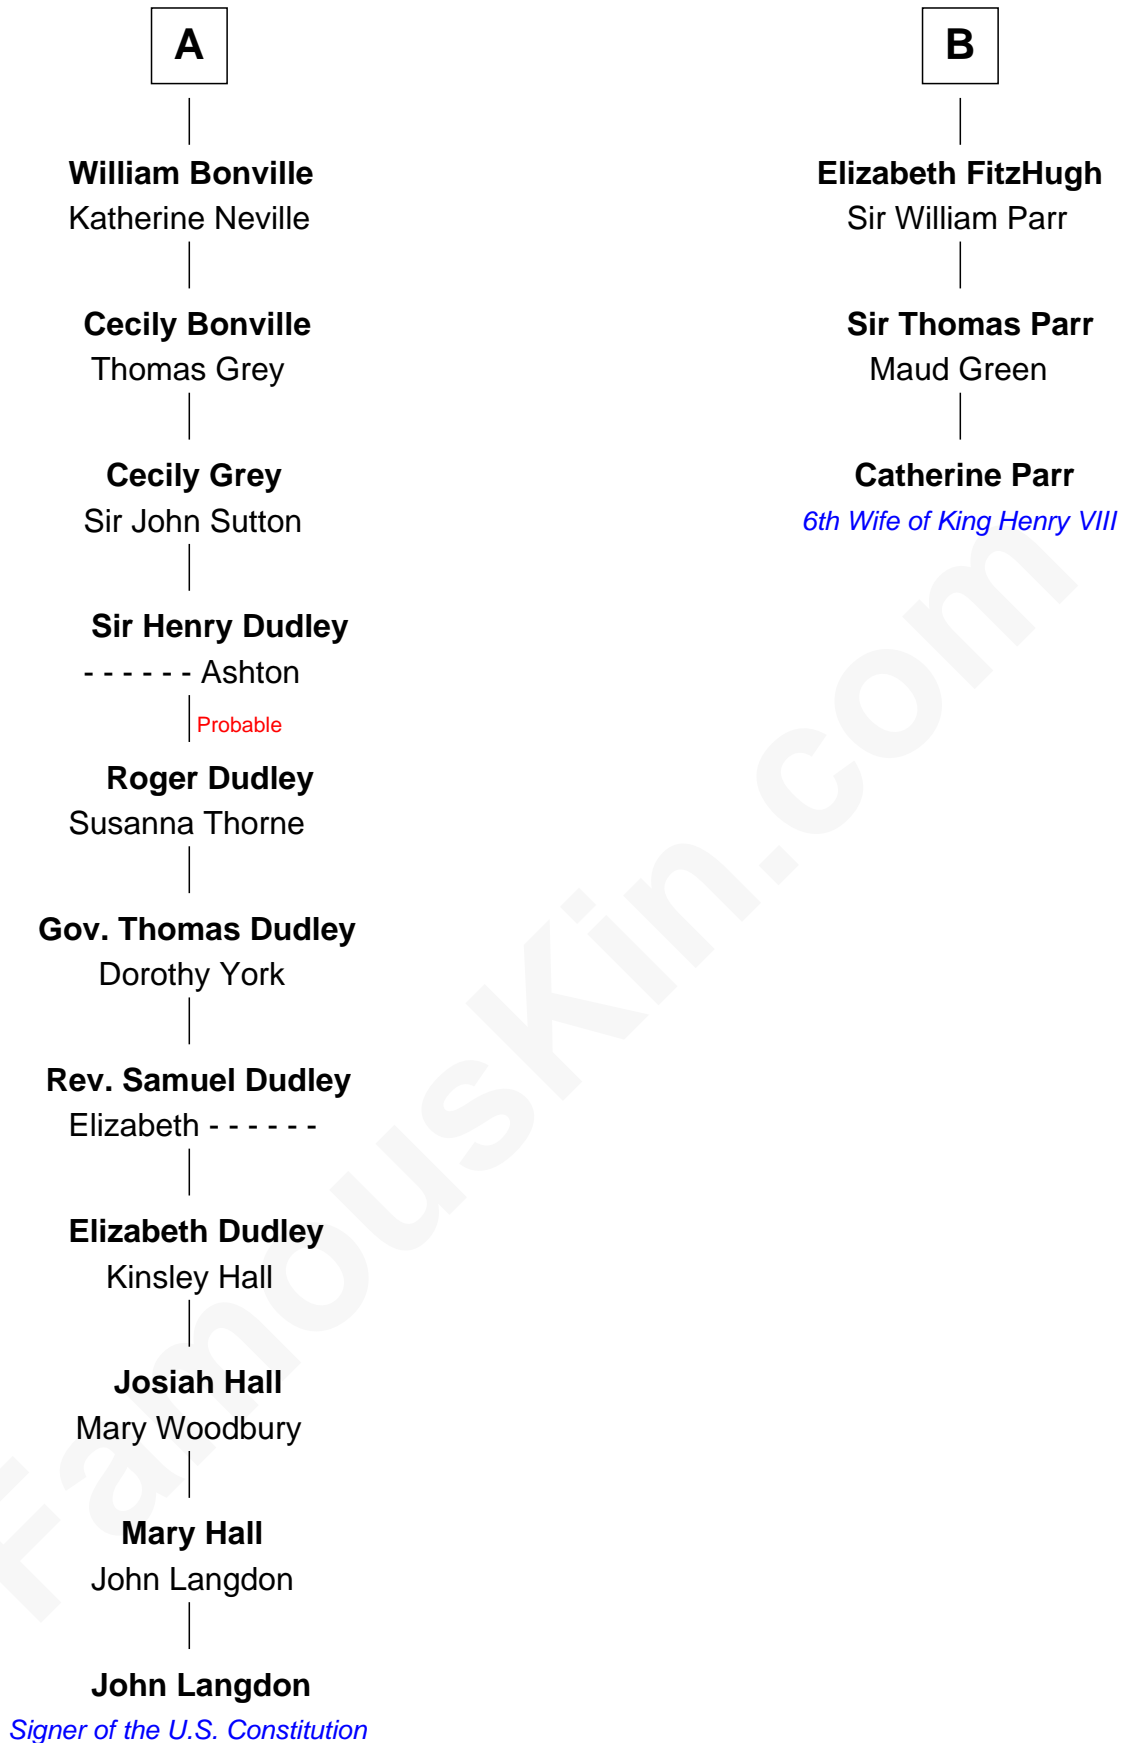 A
William Bonville
Katherine Neville
Cecily Bonville
Thomas Grey
Cecily Grey
Sir John Sutton
Sir Henry Dudley
- - - - - - Ashton
Probable
Roger Dudley
Susanna Thorne
Gov. Thomas Dudley
Dorothy York
Rev. Samuel Dudley
Elizabeth - - - - - -
Elizabeth Dudley
Kinsley Hall
Josiah Hall
Mary Woodbury
Mary Hall
John Langdon
John Langdon
Signer of the U.S. Constitution
B
Elizabeth FitzHugh
Sir William Parr
Sir Thomas Parr
Maud Green
Catherine Parr
6th Wife of King Henry VIII
FamousKin.com